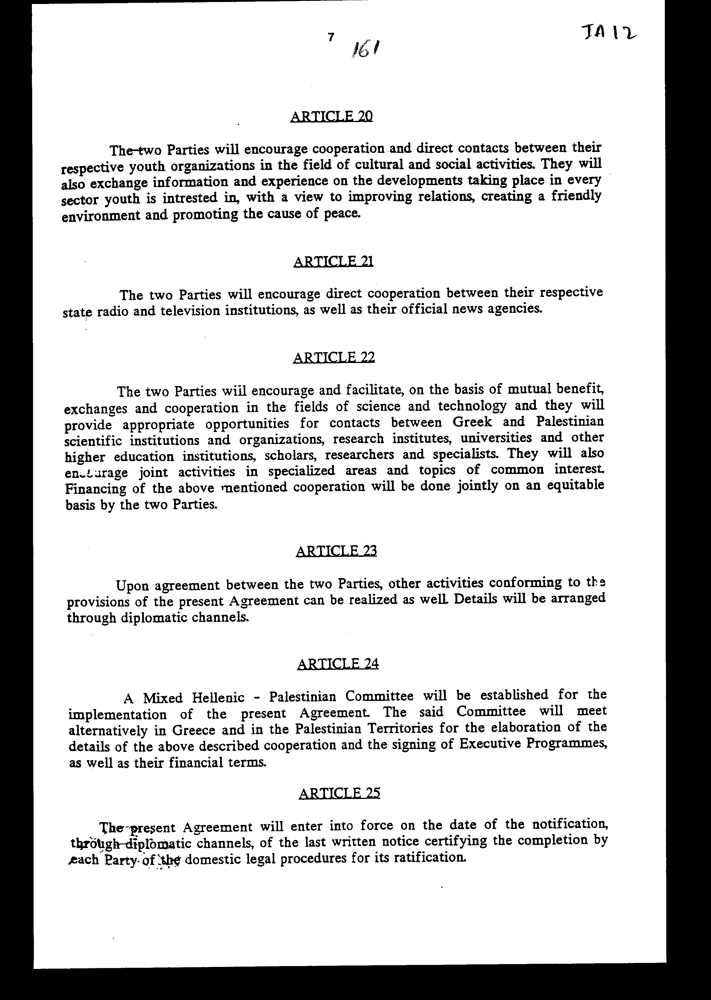 7
JA 12
161
ARTICLE 20
The two Parties will encourage cooperation and direct contacts between their
respective youth organizations in the field of cultural and social activities. They will
also exchange information and experience on the developments taking place in every
sector youth is intrested in, with a view to improving relations, creating a friendly
environment and promoting the cause of peace.
ARTICLE 21
The two Parties will encourage direct cooperation between their respective
state radio and television institutions, as well as their official news agencies.
ARTICLE 22
The two Parties will encourage and facilitate, on the basis of mutual benefit,
exchanges and cooperation in the fields of science and technology and they will
provide appropriate opportunities for contacts between Greek and Palestinian
scientific institutions and organizations, research institutes, universities and other
higher education institutions, scholars, researchers and specialists. They will also
encourage joint activities in specialized areas and topics of common interest.
Financing of the above mentioned cooperation will be done jointly on an equitable
basis by the two Parties.
ARTICLE 23
Upon agreement between the two Parties, other activities conforming to the
provisions of the present Agreement can be realized as well. Details will be arranged
through diplomatic channels.
ARTICLE 24
A Mixed Hellenic - Palestinian Committee will be established for the
implementation of the present Agreement. The said Committee will meet
alternatively in Greece and in the Palestinian Territories for the elaboration of the
details of the above described cooperation and the signing of Executive Programmes,
as well as their financial terms.
ARTICLE 25
The present Agreement will enter into force on the date of the notification,
through diplomatic channels, of the last written notice certifying the completion by
each Party of the domestic legal procedures for its ratification.